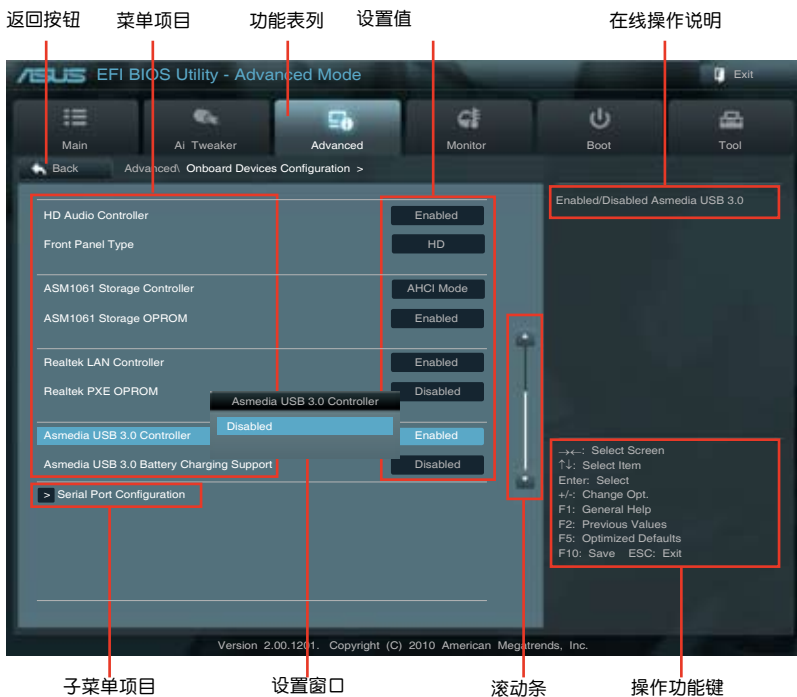 返回按钮 菜单项目 功能表列 设置值 在线操作说明
ASUS EFI BIOS Utility - Advanced Mode Exit
Main Ai Tweaker Advanced Monitor Boot Tool
Back Advanced\ Onboard Devices Configuration >
Enabled/Disabled Asmedia USB 3.0
HD Audio Controller Enabled
Front Panel Type HD
ASM1061 Storage Controller AHCI Mode
ASM1061 Storage OPROM Enabled
Realtek LAN Controller Enabled
Realtek PXE OPROM Disabled
Asmedia USB 3.0 Controller
Disabled
Asmedia USB 3.0 Controller Enabled
Asmedia USB 3.0 Battery Charging Support Disabled
> Serial Port Configuration
→←: Select Screen
↑↓: Select Item
Enter: Select
+/-: Change Opt.
F1: General Help
F2: Previous Values
F5: Optimized Defaults
F10: Save ESC: Exit
Version 2.00.1201. Copyright (C) 2010 American Megatrends, Inc.
子菜单项目 设置窗口 滚动条 操作功能键